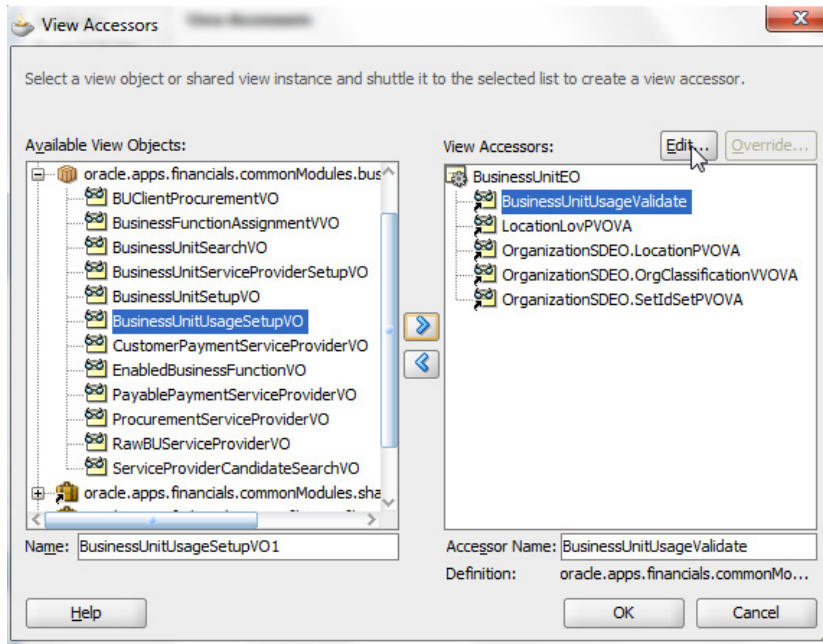 View Accessors
Select a view object or shared view instance and shuttle it to the selected list to create a view accessor.
Available View Objects:
oracle.apps.financials.commonModules.bus
BUClientProcurementVO
BusinessFunctionAssignmentVVO
BusinessUnitSearchVO
BusinessUnitServiceProviderSetupVO
BusinessUnitSetupVO
BusinessUnitUsageSetupVO
CustomerPaymentServiceProviderVO
EnabledBusinessFunctionVO
PayablePaymentServiceProviderVO
ProcurementServiceProviderVO
RawBUServiceProviderVO
ServiceProviderCandidateSearchVO
oracle.apps.financials.commonModules.sha
Name: BusinessUnitUsageSetupVO1
View Accessors:
Edit...
Override...
BusinessUnitEO
BusinessUnitUsageValidate
LocationLovPVOVA
OrganizationSDEO.LocationPVOVA
OrganizationSDEO.OrgClassificationVVOVA
OrganizationSDEO.SetIdSetPVOVA
Accessor Name: BusinessUnitUsageValidate
Definition: oracle.apps.financials.commonMo...
Help
OK
Cancel